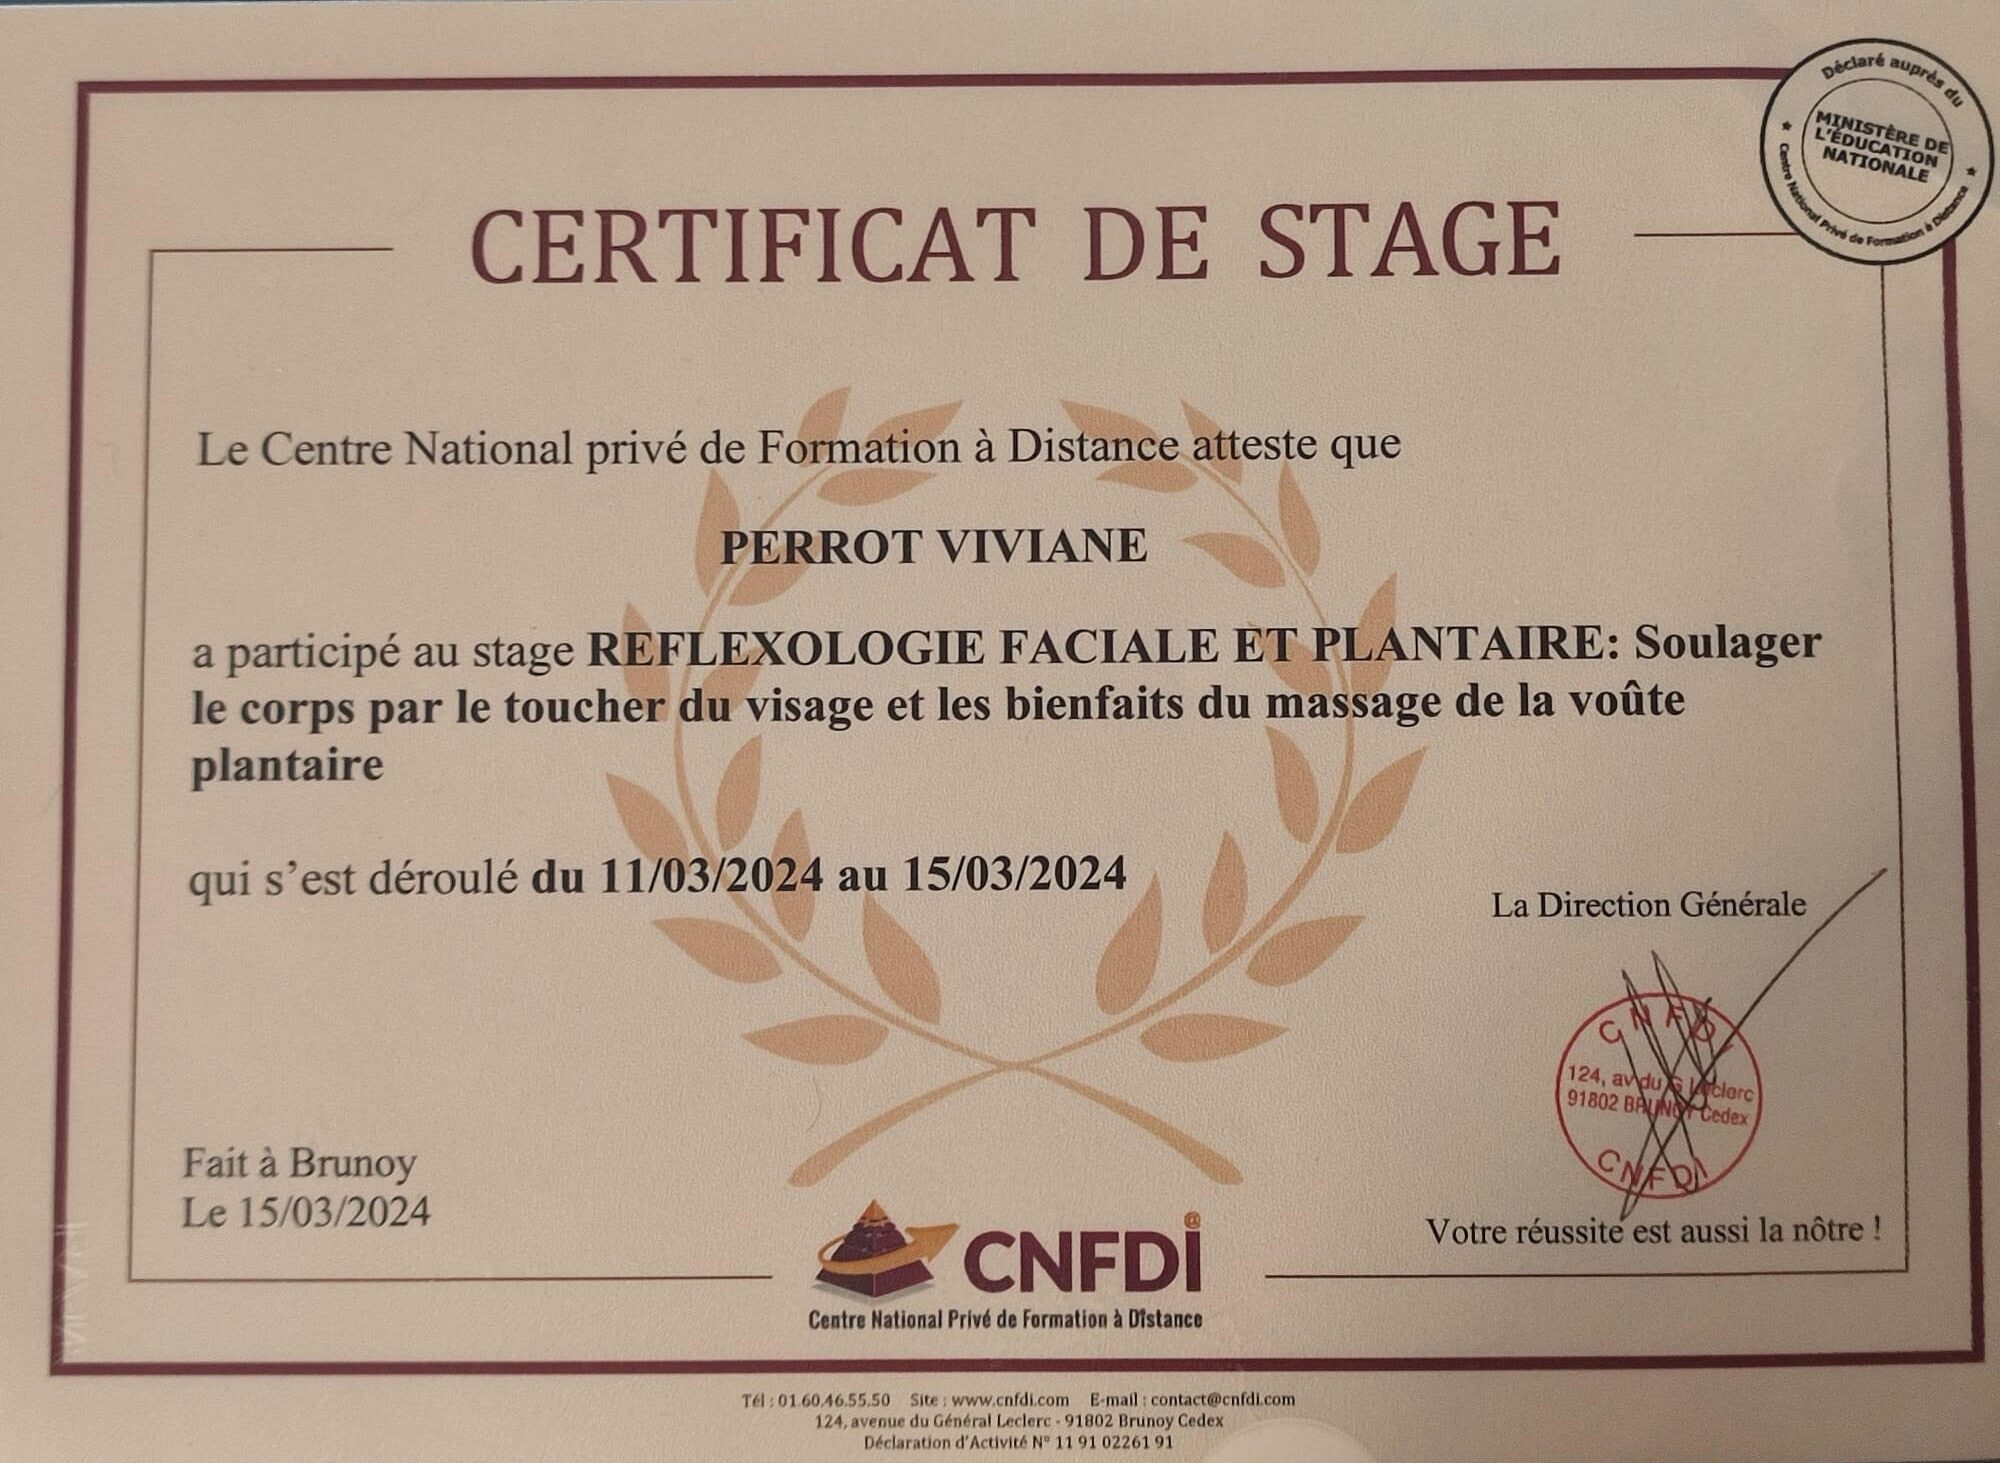 Déclaré auprès du
MINISTÈRE DE
L'ÉDUCATION
NATIONALE
Centre National Privé de Formation à Distance
CERTIFICAT DE STAGE
Le Centre National privé de Formation à Distance atteste que
PERROT VIVIANE
a participé au stage REFLEXOLOGIE FACIALE ET PLANTAIRE: Soulager
le corps par le toucher du visage et les bienfaits du massage de la voûte
plantaire
qui s'est déroulé du 11/03/2024 au 15/03/2024
La Direction Générale
CNFDI
124, av du G Leclerc
91802 BRUNOY Cedex
CNFDI
Fait à Brunoy
Le 15/03/2024
Votre réussite est aussi la nôtre !
CNFDI
Centre National Privé de Formation à Distance
Tél : 01.60.46.55.50 Site : www.cnfdi.com E-mail : contact@cnfdi.com
124, avenue du Général Leclerc - 91802 Brunoy Cedex
Déclaration d'Activité N° 11 91 02261 91